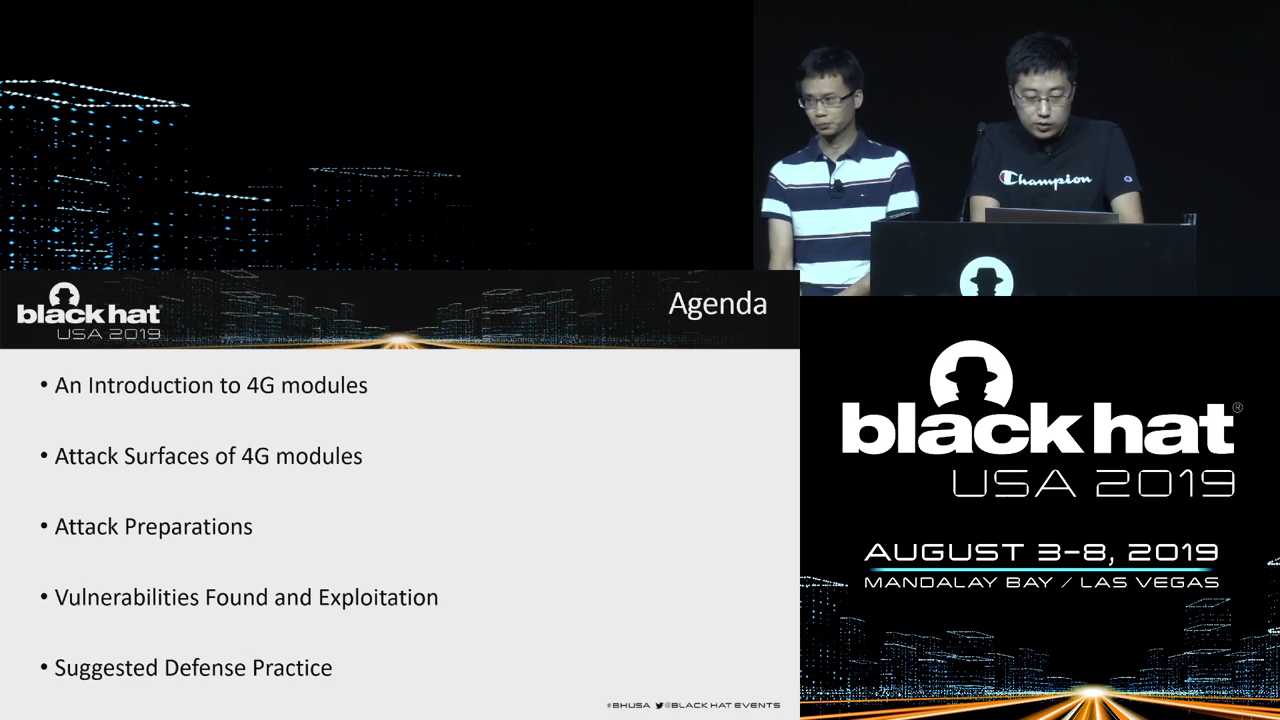 Champion
black hat
USA 2019
Agenda
• An Introduction to 4G modules
• Attack Surfaces of 4G modules
• Attack Preparations
• Vulnerabilities Found and Exploitation
• Suggested Defense Practice
#BHUSA @BLACK HAT EVENTS
black hat®
USA 2019
AUGUST 3-8, 2019
MANDALAY BAY / LAS VEGAS